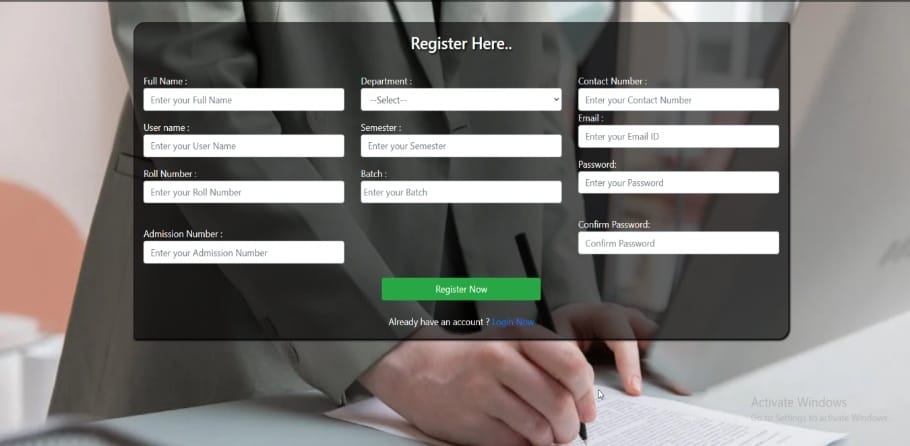 Register Here..
Full Name :
Enter your Full Name
User name :
Enter your User Name
Roll Number :
Enter your Roll Number
Admission Number :
Enter your Admission Number
Department :
--Select--
Semester :
Enter your Semester
Batch :
Enter your Batch
Contact Number :
Enter your Contact Number
Email :
Enter your Email ID
Password:
Enter your Password
Confirm Password:
Confirm Password
Register Now
Already have an account ? Login Now
Activate Windows
Go to Settings to activate Windows.